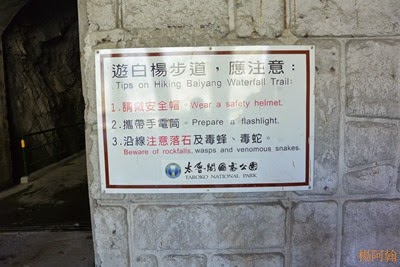 遊白楊步道，應注意：
Tips on Hiking Baiyang Waterfall Trail:
1.請戴安全帽。Wear a safety helmet.
2.攜帶手電筒。Prepare a flashlight.
3.沿線注意落石及毒蜂、毒蛇。
Beware of rockfalls, wasps and venomous snakes.
太魯閣國家公園
TAROKO NATIONAL PARK
楊阿翰